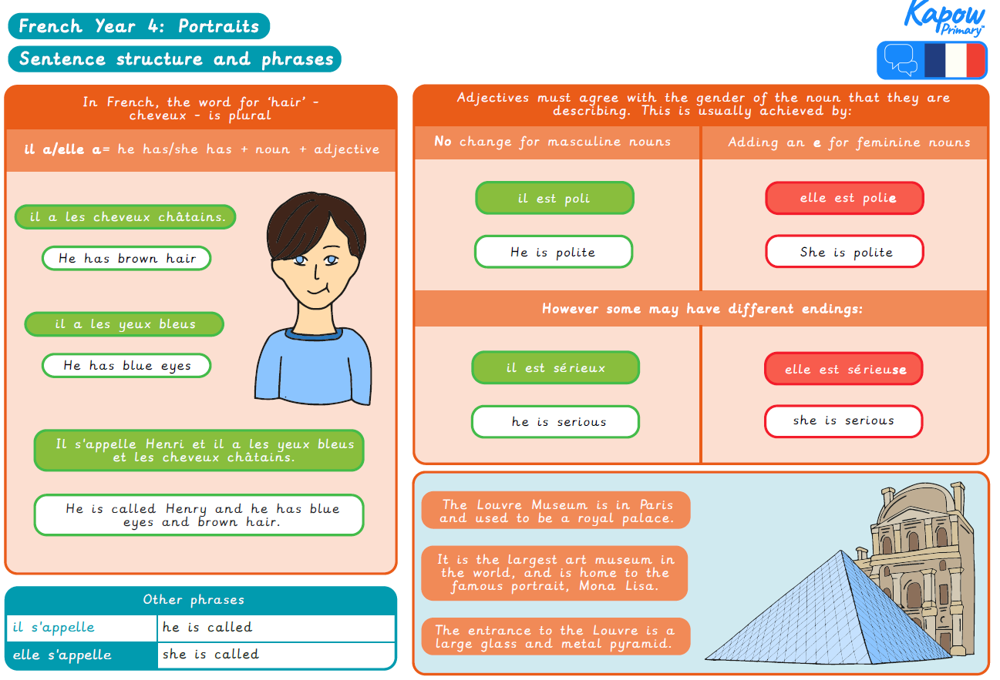 French Year 4: Portraits
Sentence structure and phrases
Kapow
Primary™
In French, the word for ‘hair’ -
cheveux - is plural
il a/elle a= he has/she has + noun + adjective
il a les cheveux châtains.
He has brown hair
il a les yeux bleus
He has blue eyes
Il s'appelle Henri et il a les yeux bleus
et les cheveux châtains.
He is called Henry and he has blue
eyes and brown hair.
Other phrases
il s'appelle he is called
elle s'appelle she is called
Adjectives must agree with the gender of the noun that they are
describing. This is usually achieved by:
No change for masculine nouns
Adding an e for feminine nouns
il est poli
elle est polie
He is polite
She is polite
However some may have different endings:
il est sérieux
elle est sérieuse
he is serious
she is serious
The Louvre Museum is in Paris
and used to be a royal palace.
It is the largest art museum in
the world, and is home to the
famous portrait, Mona Lisa.
The entrance to the Louvre is a
large glass and metal pyramid.